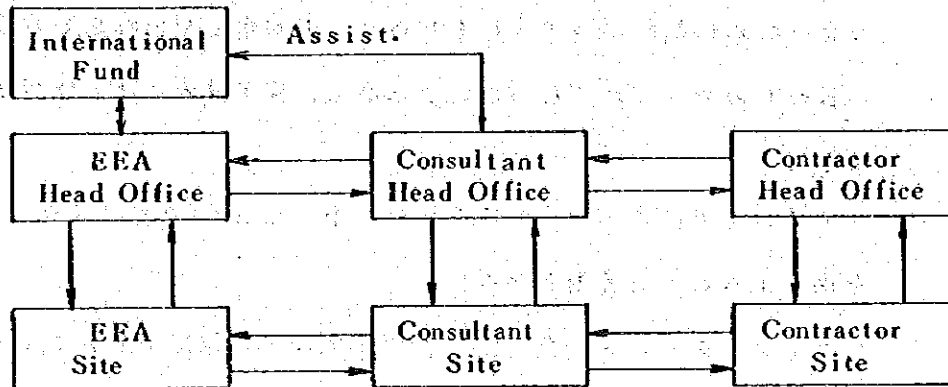 International
Fund
Assist.
EEA
Head Office
Consultant
Head Office
Contractor
Head Office
EEA
Site
Consultant
Site
Contractor
Site